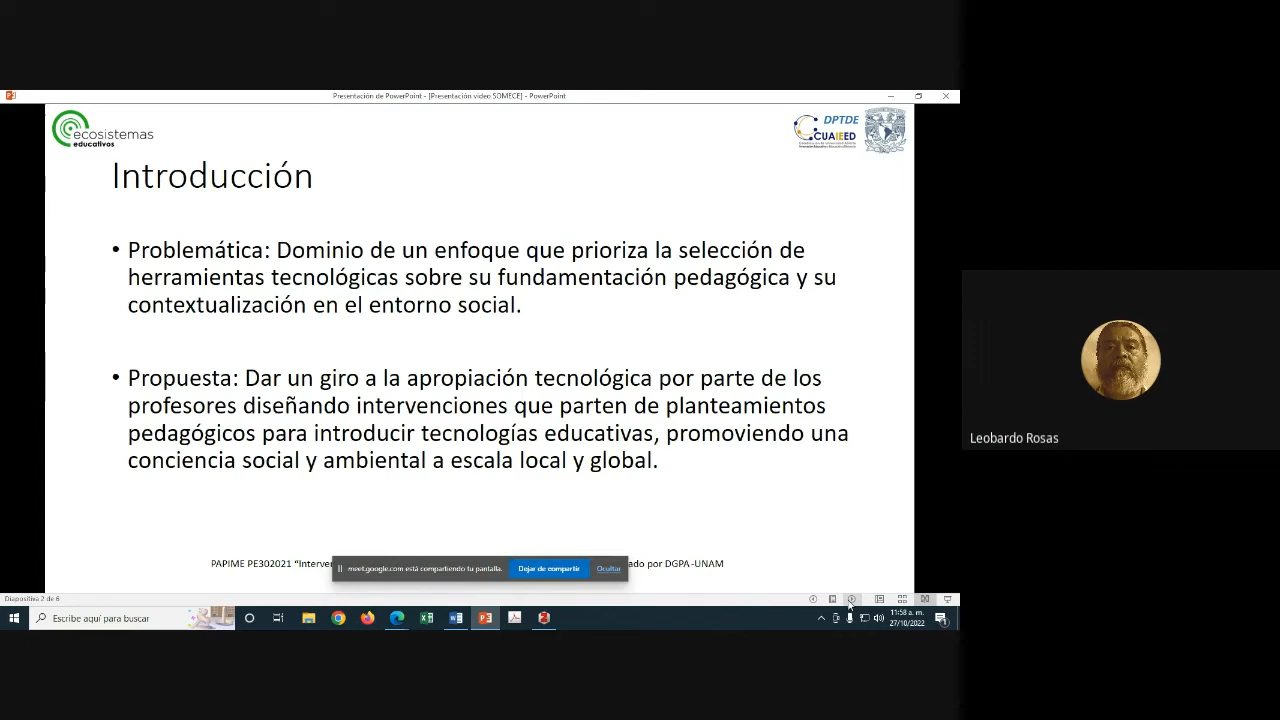 Presentación de PowerPoint - [Presentación video SOMECE] - PowerPoint
ecosistemas
educativos
DPTDE
CUAIEED
Introducción
• Problemática: Dominio de un enfoque que prioriza la selección de
herramientas tecnológicas sobre su fundamentación pedagógica y su
contextualización en el entorno social.
• Propuesta: Dar un giro a la apropiación tecnológica por parte de los
profesores diseñando intervenciones que parten de planteamientos
pedagógicos para introducir tecnologías educativas, promoviendo una
conciencia social y ambiental a escala local y global.
Leobardo Rosas
PAPIME PE302021 "Interven ado por DGPA-UNAM
meet.google.com está compartiendo tu pantalla. Dejar de compartir Ocultar
Diapositiva 2 de 6
Escribe aquí para buscar
11:58 a. m.
27/10/2022